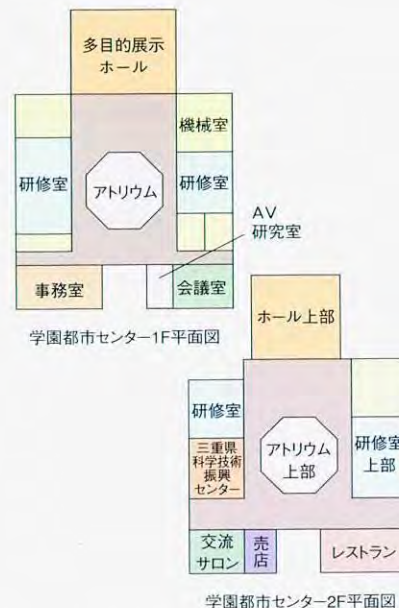 多目的展示
ホール
機械室
研修室
アトリウム
研修室
AV
研究室
事務室
会議室
学園都市センター1F平面図
ホール上部
研修室
三重県
科学技術
振興
センター
アトリウム
上部
研修室
上部
交流
サロン
売
店
レストラン
学園都市センター2F平面図